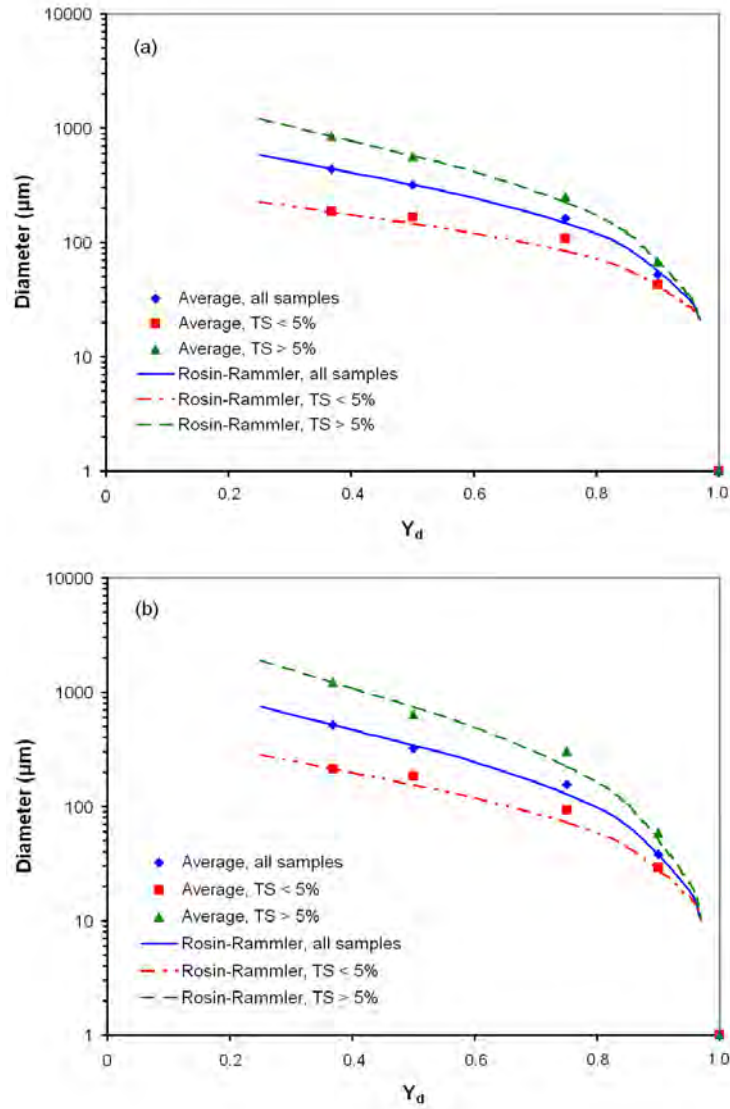 10000
(a)
1000
100
10
1
Diameter (µm)
Average, all samples
Average, TS < 5%
Average, TS > 5%
Rosin-Rammler, all samples
Rosin-Rammler, TS < 5%
Rosin-Rammler, TS > 5%
0 0.2 0.4 0.6 0.8 1.0
Yd
10000
(b)
1000
100
10
1
Diameter (µm)
Average, all samples
Average, TS < 5%
Average, TS > 5%
Rosin-Rammler, all samples
Rosin-Rammler, TS < 5%
Rosin-Rammler, TS > 5%
0 0.2 0.4 0.6 0.8 1.0
Yd